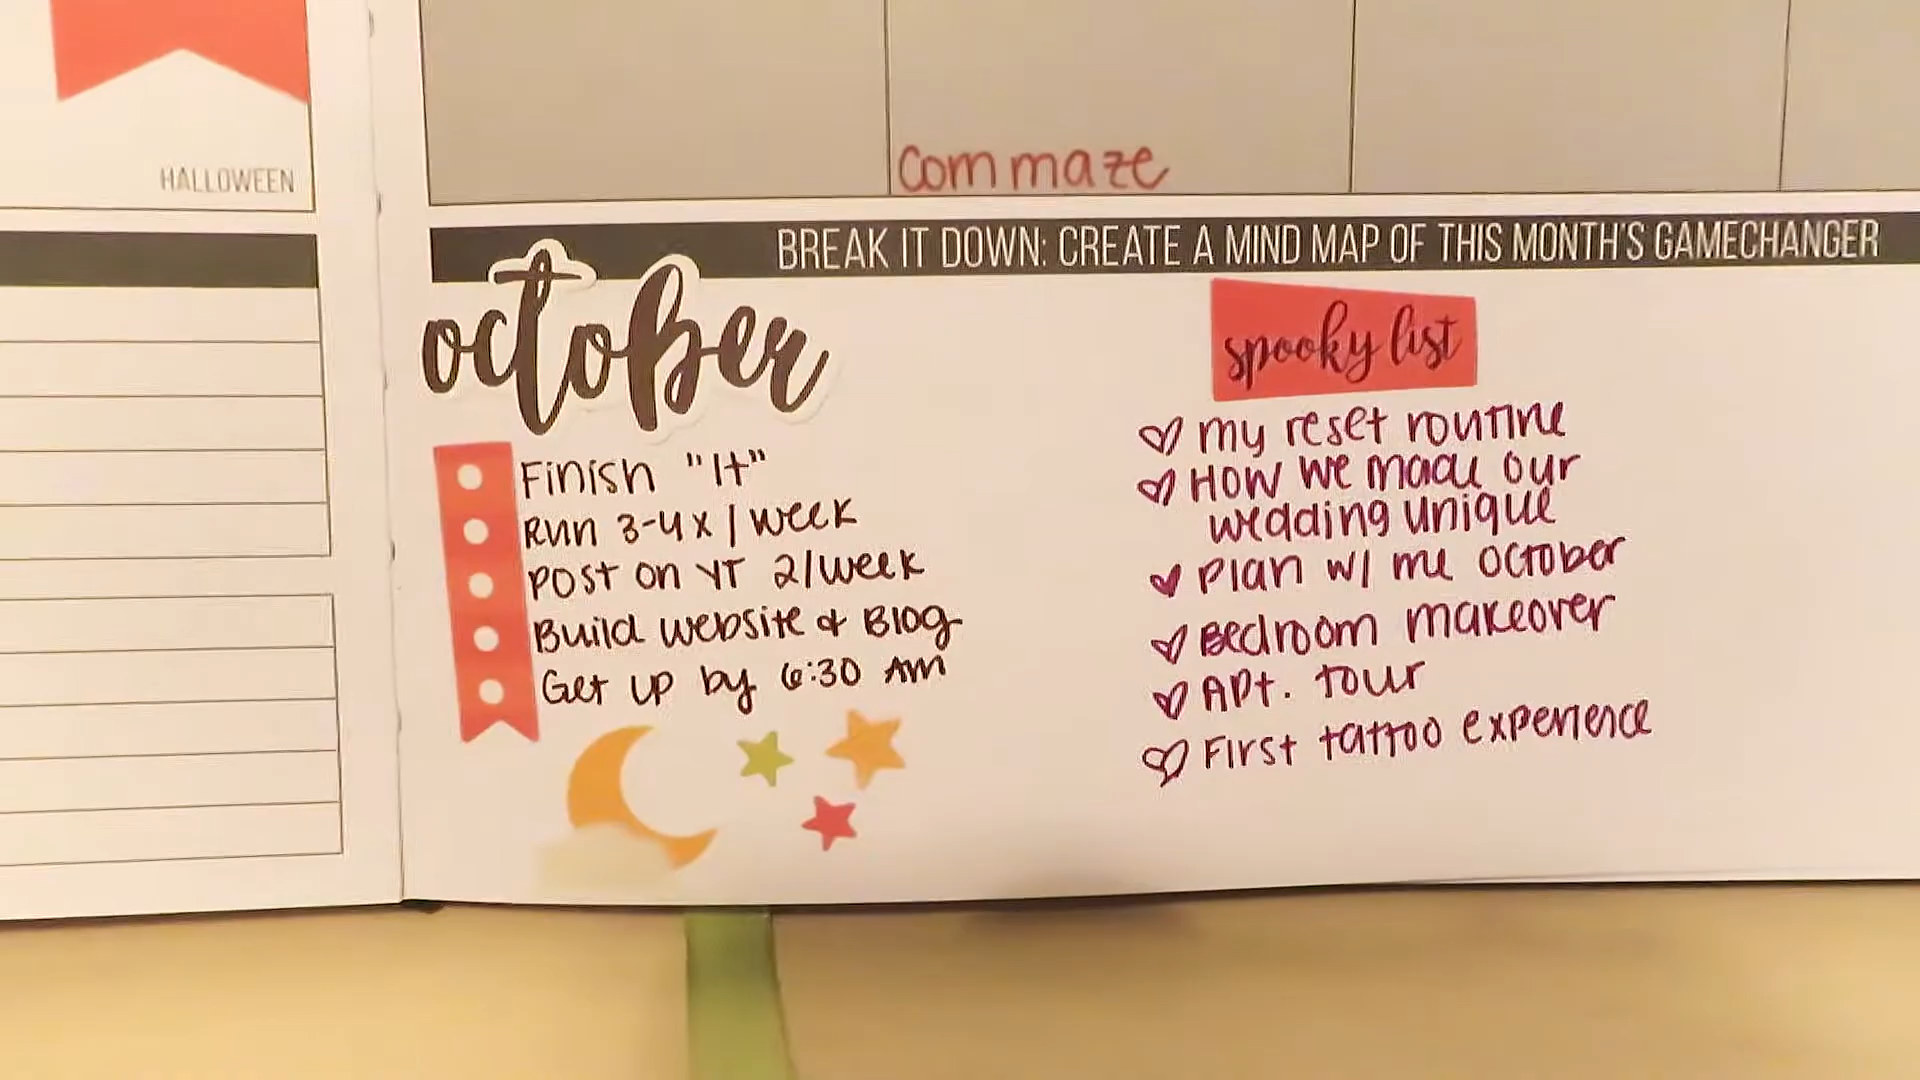 HALLOWEEN
Corn maze
BREAK IT DOWN: CREATE A MIND MAP OF THIS MONTH'S GAMECHANGER
october
Finish "It"
Run 3-4x/week
Post on YT 2/week
Build website & Blog
Get up by 6:30 AM
spooky list
my reset routine
How we made our
wedding unique
Plan w/ me October
Bedroom makeover
Apt. tour
First tattoo experience